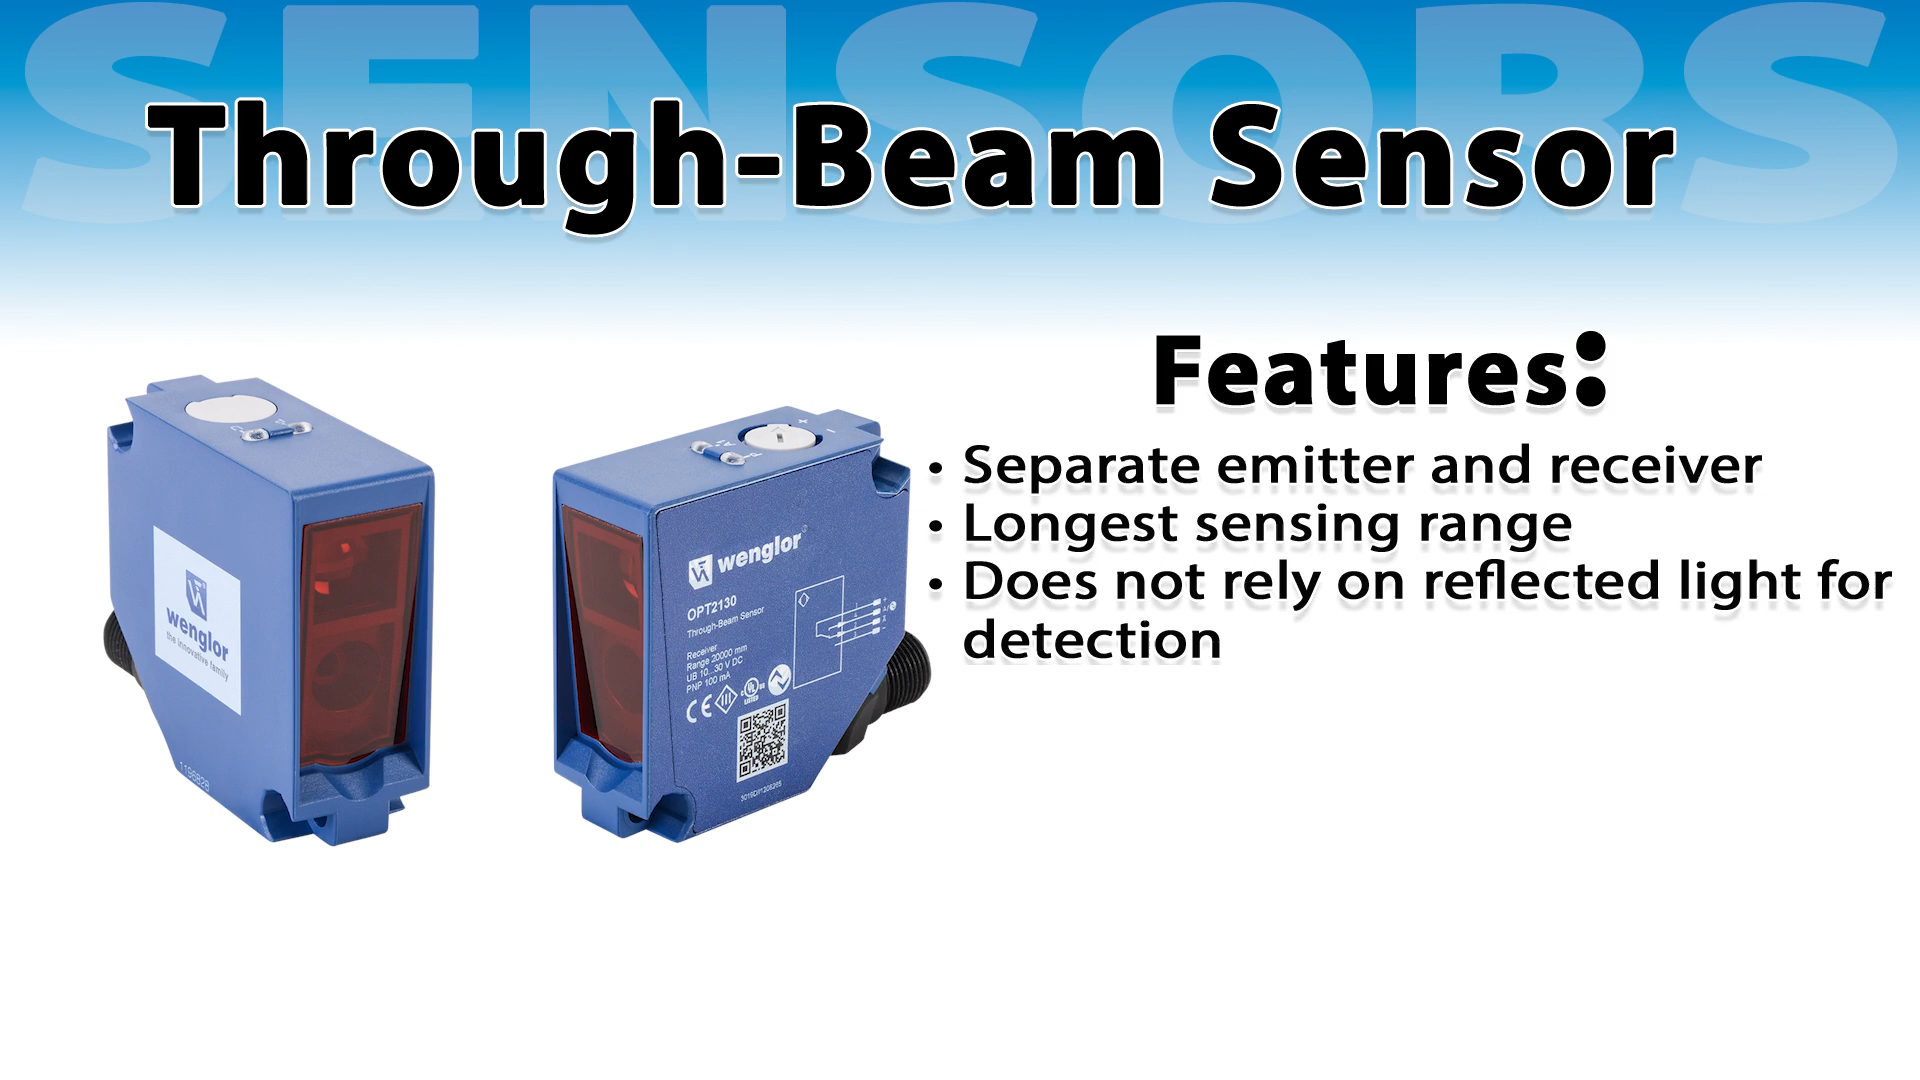 SENSORS
Through-Beam Sensor
Features:
• Separate emitter and receiver
• Longest sensing range
• Does not rely on reflected light for
detection
wenglor
the innovative family
1196828
wenglor
OPT2130
Through-Beam Sensor
Receiver
Range 20000 mm
UB 10...30 V DC
PNP 100 mA
CE